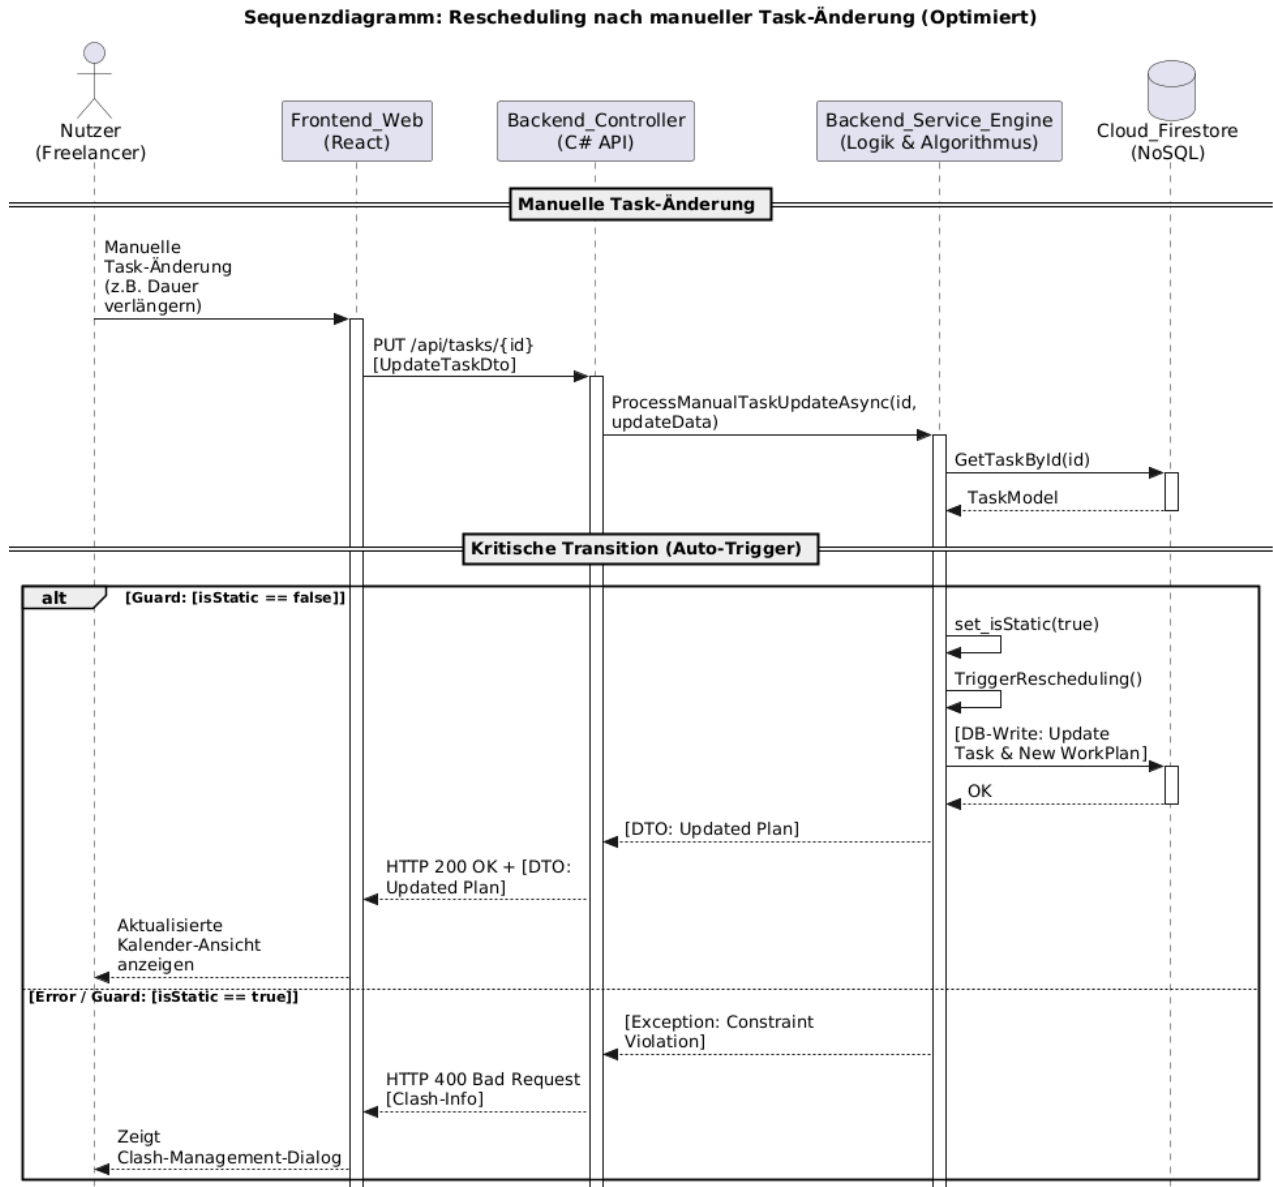 Sequenzdiagramm: Rescheduling nach manueller Task-Änderung (Optimiert)
Nutzer
(Freelancer)
Frontend_Web
(React)
Backend_Controller
(C# API)
Backend_Service_Engine
(Logik & Algorithmus)
Cloud_Firestore
(NoSQL)
Manuelle Task-Änderung
Manuelle
Task-Änderung
(z.B. Dauer
verlängern)
PUT /api/tasks/{id}
[UpdateTaskDto]
ProcessManualTaskUpdateAsync(id,
updateData)
GetTaskById(id)
TaskModel
Kritische Transition (Auto-Trigger)
alt
[Guard: [isStatic == false]]
set_isStatic(true)
TriggerRescheduling()
[DB-Write: Update
Task & New WorkPlan]
OK
[DTO: Updated Plan]
HTTP 200 OK + [DTO:
Updated Plan]
Aktualisierte
Kalender-Ansicht
anzeigen
[Error / Guard: [isStatic == true]]
[Exception: Constraint
Violation]
HTTP 400 Bad Request
[Clash-Info]
Zeigt
Clash-Management-Dialog